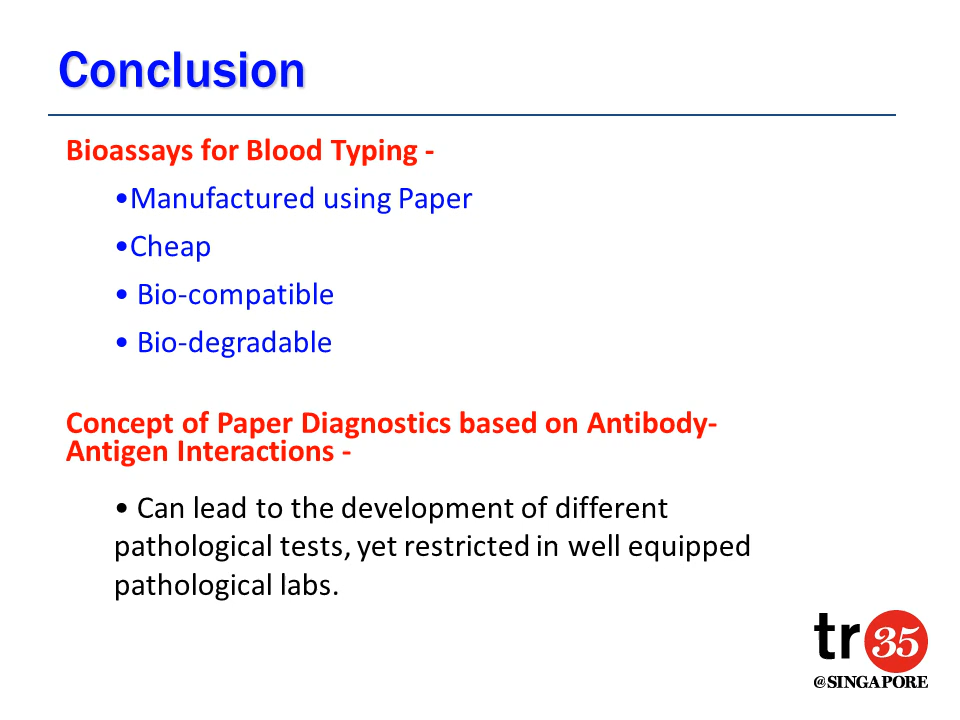 Conclusion
Bioassays for Blood Typing -
•Manufactured using Paper
•Cheap
• Bio-compatible
• Bio-degradable
Concept of Paper Diagnostics based on Antibody-
Antigen Interactions -
• Can lead to the development of different
pathological tests, yet restricted in well equipped
pathological labs.
tr 35
@SINGAPORE